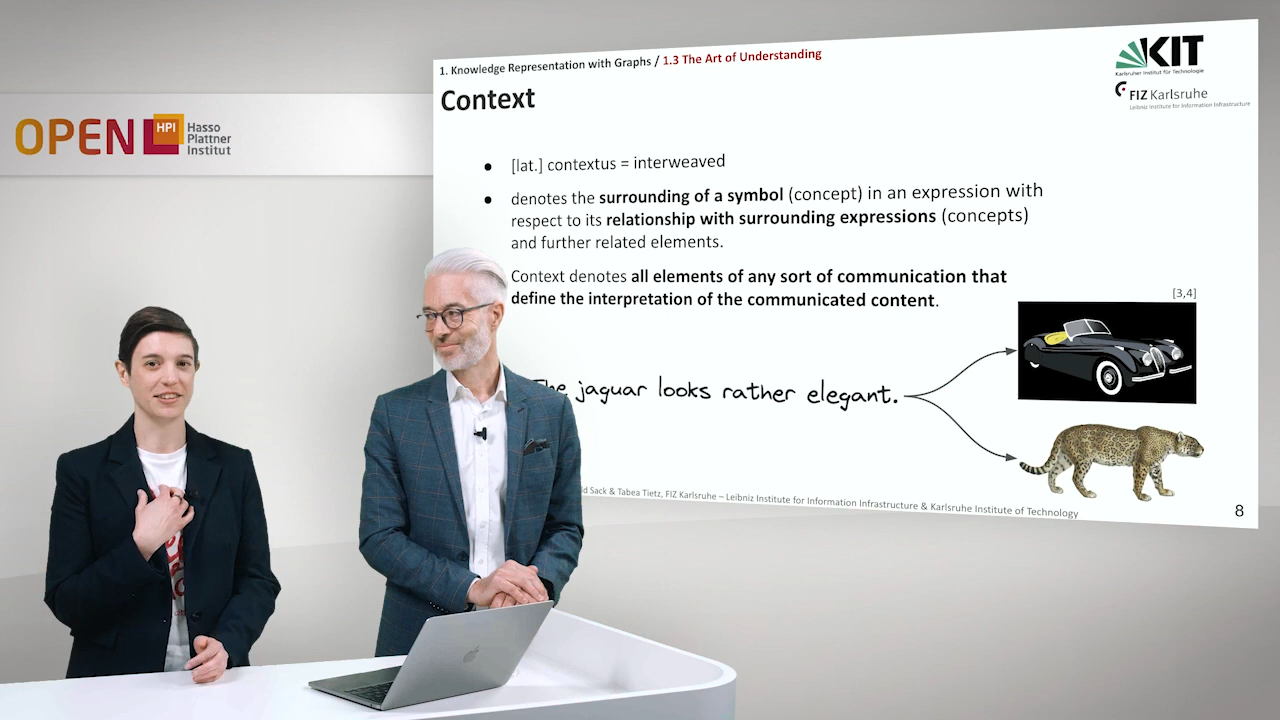 1. Knowledge Representation with Graphs / 1.3 The Art of Understanding
Context
KIT
Karlsruher Institut für Technologie
FIZ Karlsruhe
Leibniz Institute for Information Infrastructure
OPEN HPI Hasso
Plattner
Institut
• [lat.] contextus = interweaved
• denotes the surrounding of a symbol (concept) in an expression with
respect to its relationship with surrounding expressions (concepts)
and further related elements.
Context denotes all elements of any sort of communication that
define the interpretation of the communicated content.
[3,4]
The jaguar looks rather elegant.
Sack & Tabea Tietz, FIZ Karlsruhe – Leibniz Institute for Information Infrastructure & Karlsruhe Institute of Technology
8